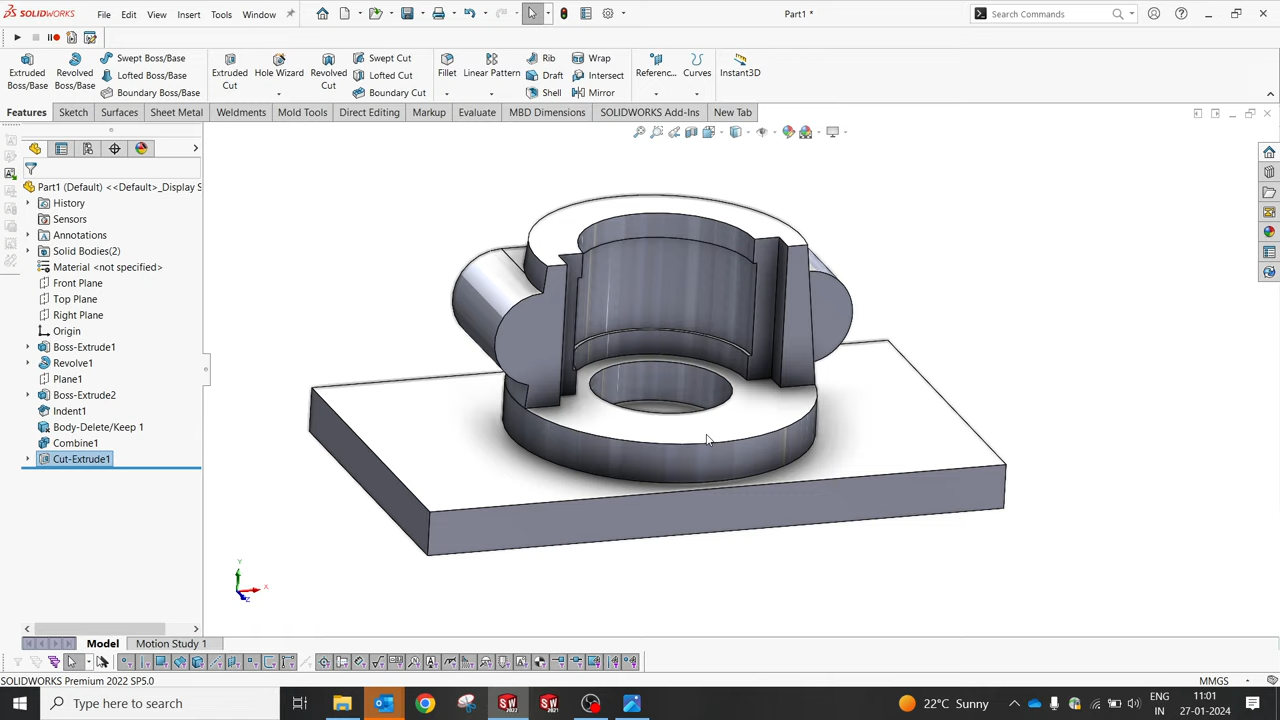 SOLIDWORKS
File
Edit
View
Insert
Tools
Window
Part1 *
Search Commands
Extruded Boss/Base
Revolved Boss/Base
Swept Boss/Base
Lofted Boss/Base
Boundary Boss/Base
Extruded Cut
Hole Wizard
Revolved Cut
Swept Cut
Lofted Cut
Boundary Cut
Fillet
Linear Pattern
Rib
Draft
Shell
Wrap
Intersect
Mirror
Referenc...
Curves
Instant3D
Features
Sketch
Surfaces
Sheet Metal
Weldments
Mold Tools
Direct Editing
Markup
Evaluate
MBD Dimensions
SOLIDWORKS Add-Ins
New Tab
Part1 (Default) <<Default>_Display S
History
Sensors
Annotations
Solid Bodies(2)
Material <not specified>
Front Plane
Top Plane
Right Plane
Origin
Boss-Extrude1
Revolve1
Plane1
Boss-Extrude2
Indent1
Body-Delete/Keep 1
Combine1
Cut-Extrude1
Y
X
Z
Model
Motion Study 1
SOLIDWORKS Premium 2022 SP5.0
MMGS
Type here to search
22°C Sunny
ENG
IN
11:01
27-01-2024